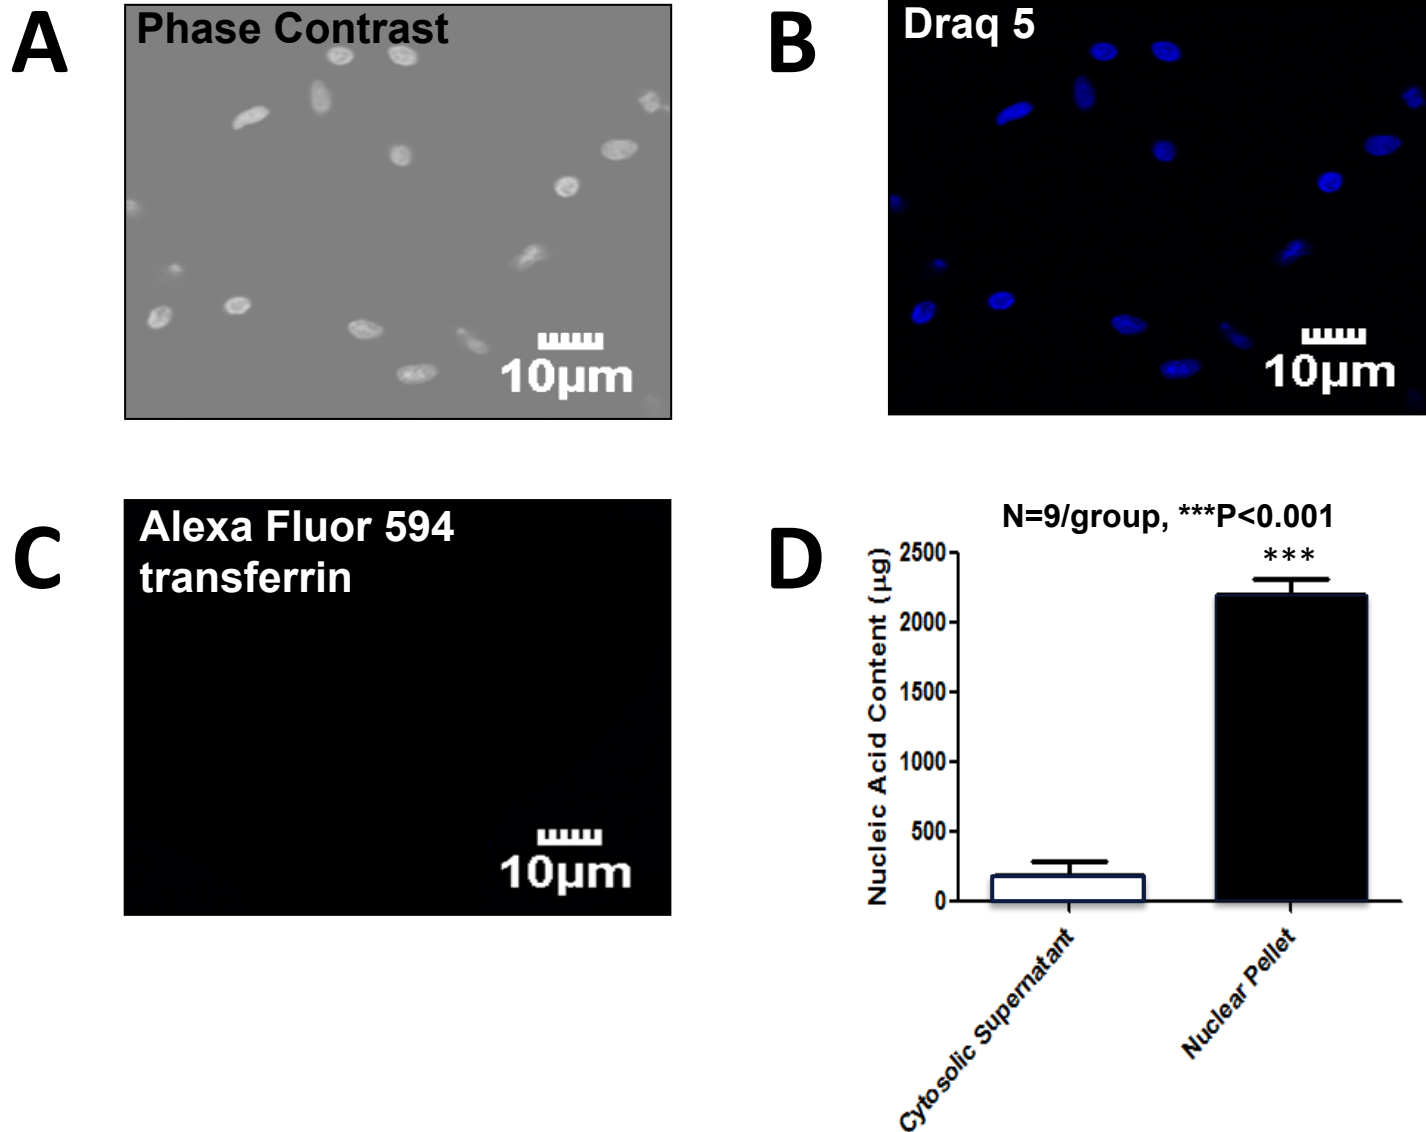 A
Phase Contrast
10µm
B
Draq 5
10µm
C
Alexa Fluor 594
transferrin
10µm
D
N=9/group, ***P<0.001
***
Nucleic Acid Content (µg)
2500
2000
1500
1000
500
0
Cytosolic Supernatant
Nuclear Pellet